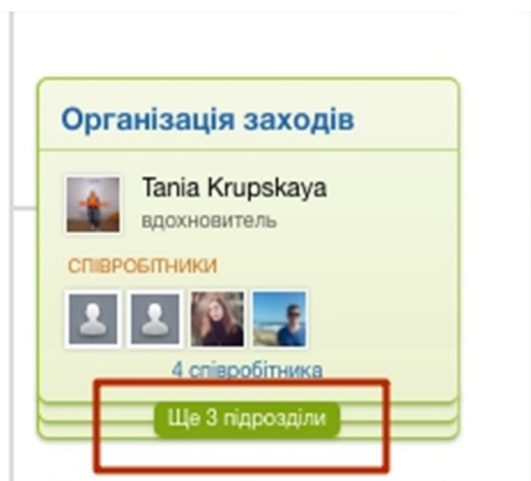 Організація заходів
Tania Krupskaya
вдохновитель
СПІВРОБІТНИКИ
4 співробітника
Ще 3 підрозділи